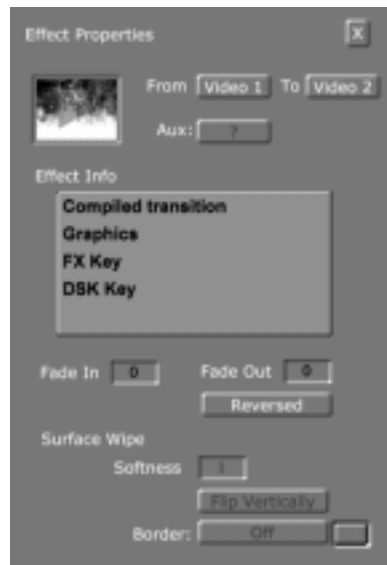 Effect Properties X
From Video 1 To Video 2
Aux: ?
Effect Info
Compiled transition
Graphics
FX Key
DSK Key
Fade In 0 Fade Out 0
Reversed
Surface Wipe
Softness 1
Flip Vertically
Border: Off